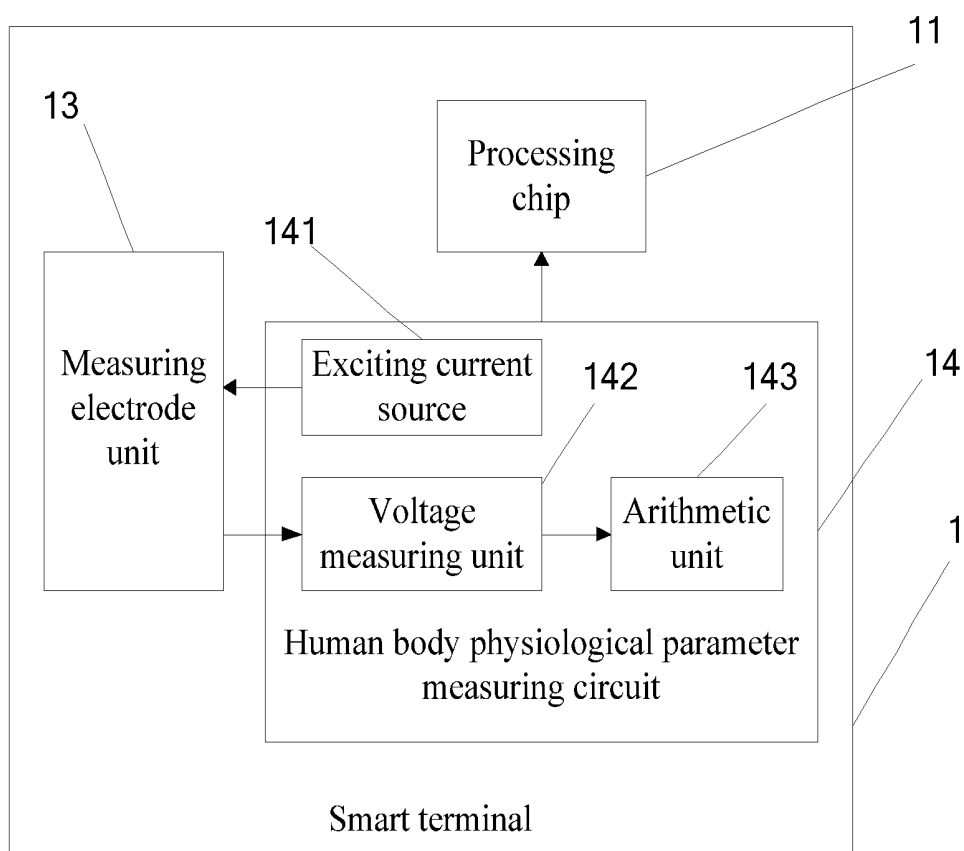 11
13
Processing
chip
141
Measuring
electrode
unit
Exciting current
source
142
143
14
Voltage
measuring unit
Arithmetic
unit
1
Human body physiological parameter
measuring circuit
Smart terminal